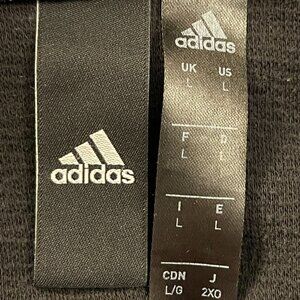 adidas
adidas
UK US
L L
F D
L L
I E
L L
CDN J
L/G 2XO